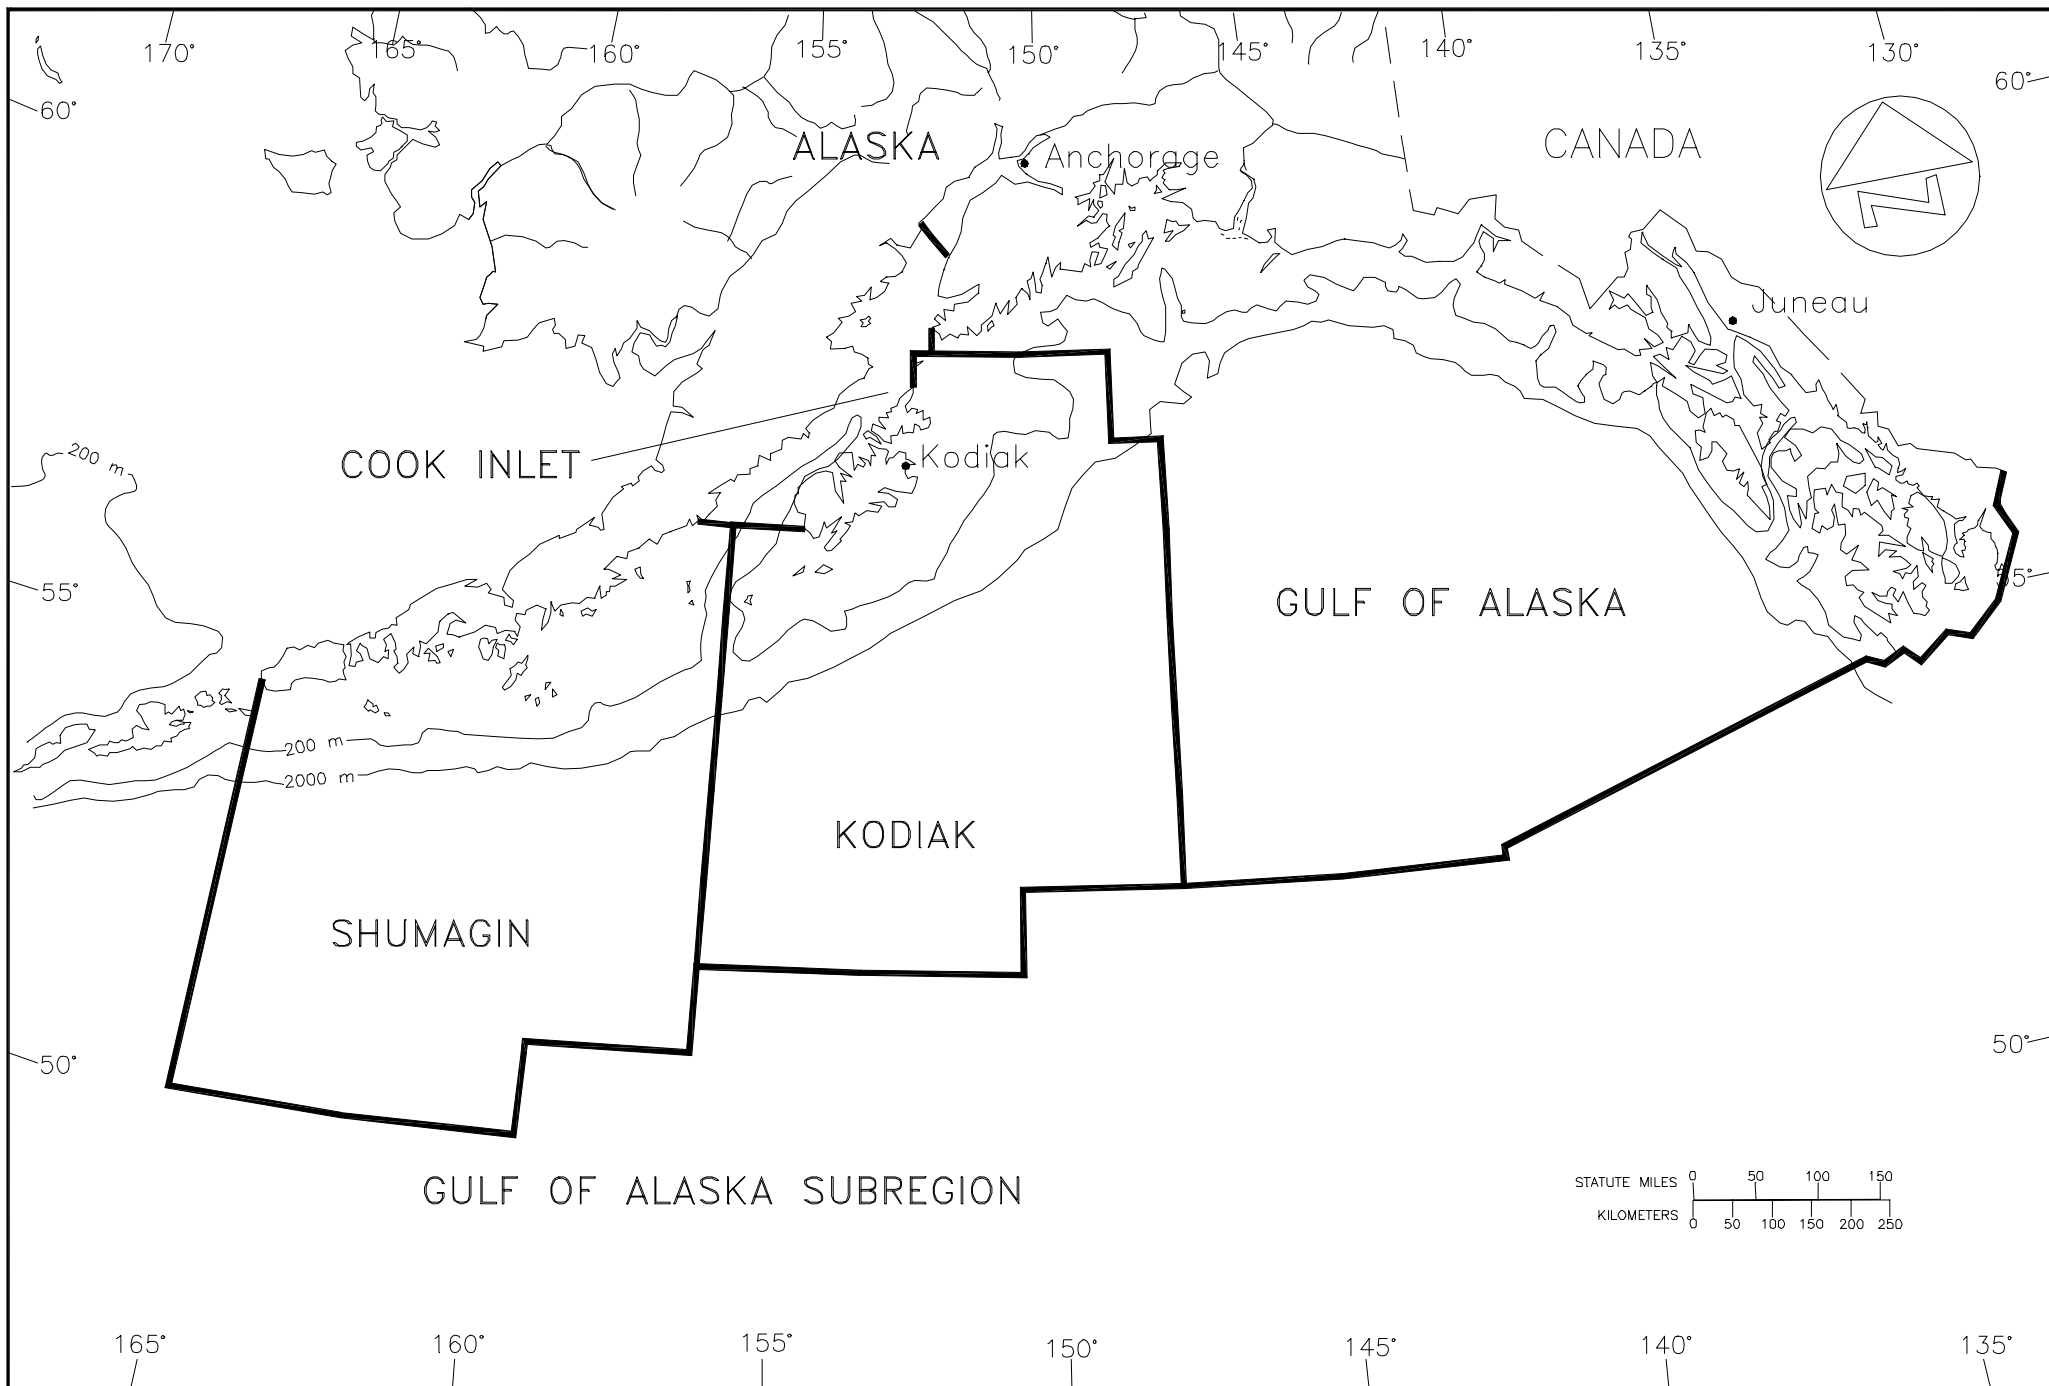 170°
165°
160°
155°
150°
145°
140°
135°
130°
60°
60°
ALASKA
CANADA
Anchorage
N
Juneau
COOK INLET
Kodiak
200 m
55°
55°
GULF OF ALASKA
200 m
2000 m
KODIAK
SHUMAGIN
50°
50°
GULF OF ALASKA SUBREGION
STATUTE MILES 0 50 100 150
KILOMETERS 0 50 100 150 200 250
165°
160°
155°
150°
145°
140°
135°